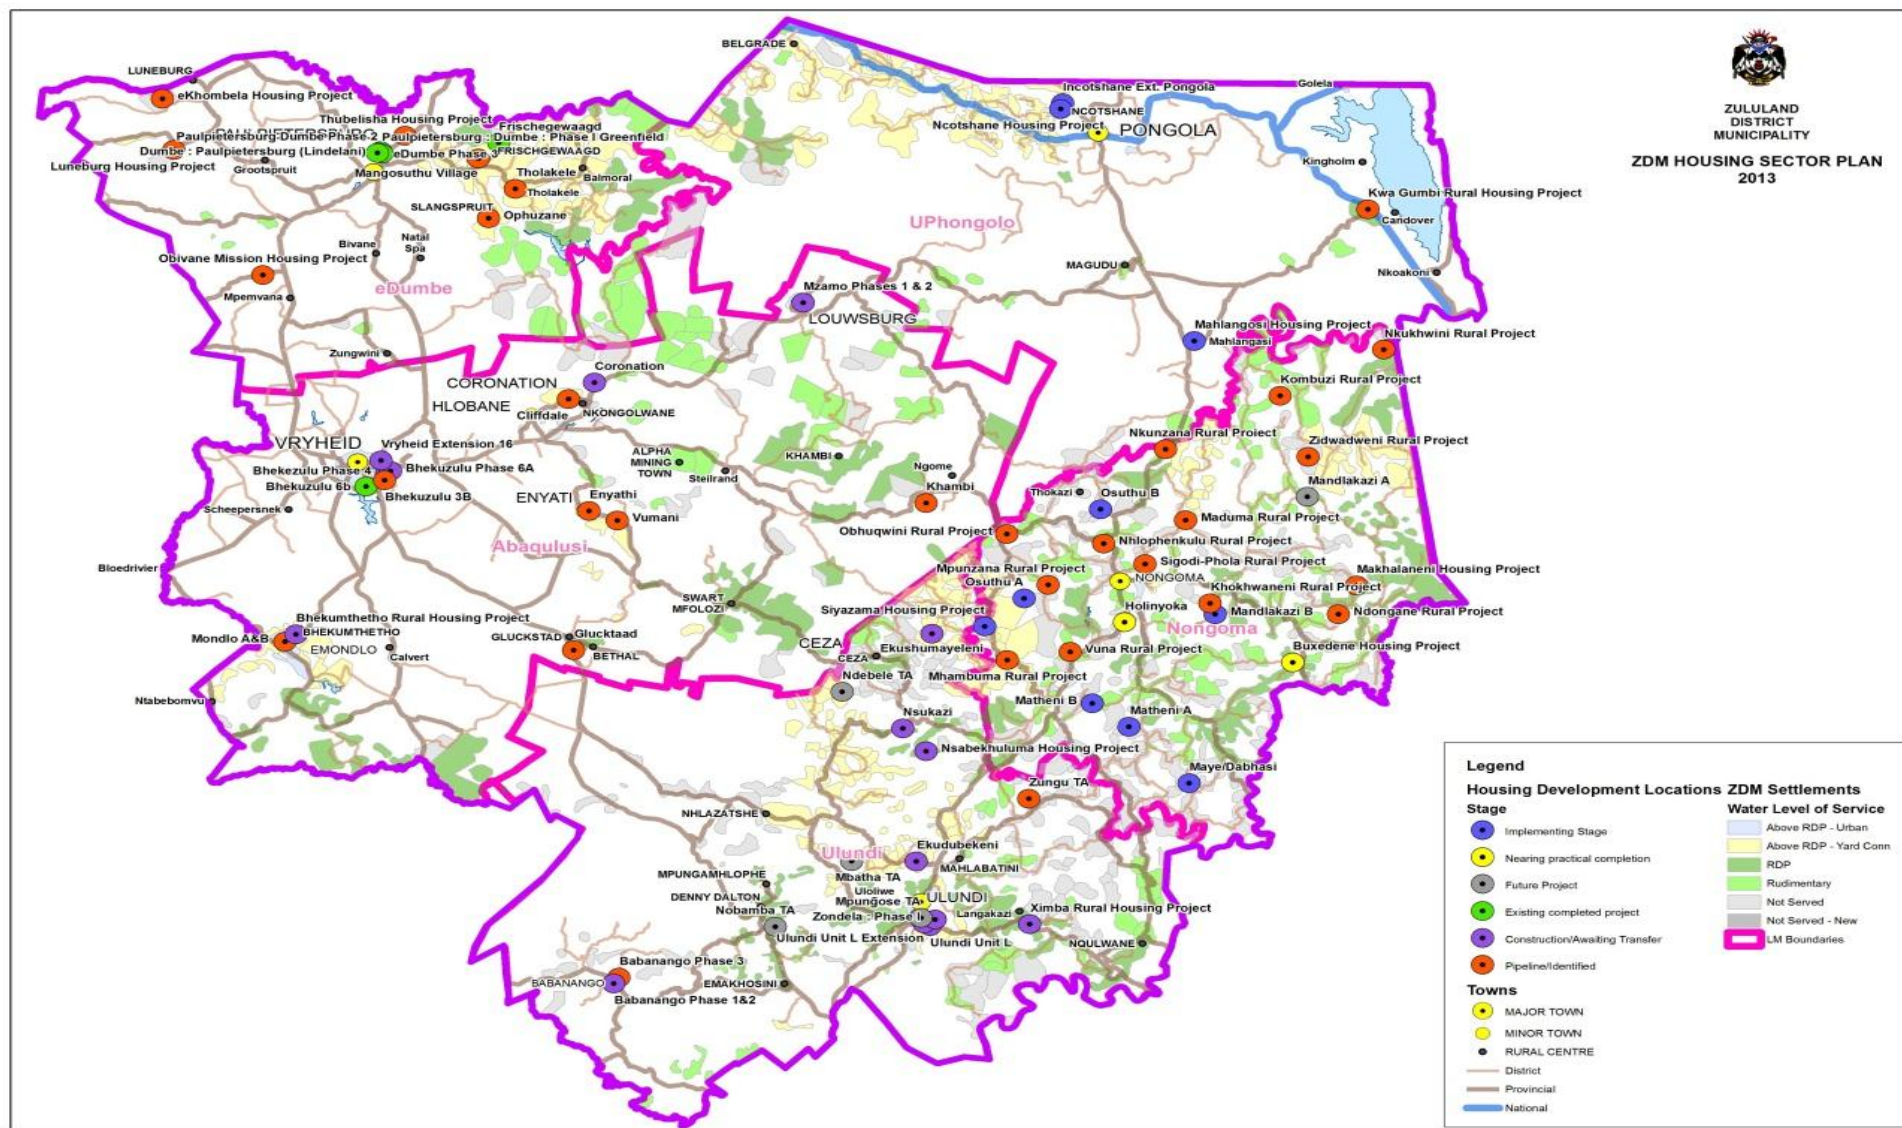 ZULULAND
DISTRICT
MUNICIPALITY
ZDM HOUSING SECTOR PLAN
2013
BELGRADE
LUNEBURG
eKhombela Housing Project
Thubelisha Housing Project
Frischegewaagd
Paulpietersburg-Dumbe Phase 2
Paulpietersburg : Dumbe : Phase I Greenfield
Dumbe : Paulpietersburg (Lindelani)
eDumbe Phase 3
FRISCHGEWAAGD
Luneburg Housing Project
Grootspruit
Mangosuthu Village
Tholakele
Balmoral
Tholakele
SLANGSPRUIT
Ophuzane
Bivane
Natal
Spa
Obivane Mission Housing Project
Mpemvana
eDumbe
Zungwini
Incotshane Ext. Pongola
NCOTSHANE
Ncotshane Housing Project
PONGOLA
Golela
Kingholm
Kwa Gumbi Rural Housing Project
Candover
UPhongolo
MAGUDU
Nkoakoni
Mzamo Phases 1 & 2
LOUWSBURG
Mahlangosi Housing Project
Mahlangasi
Nkukhwini Rural Project
Coronation
CORONATION
HLOBANE
Cliffdale
NKONGOLWANE
Kombuzi Rural Project
VRYHEID
Vryheid Extension 16
Bhekezulu Phase 4
Bhekuzulu Phase 6A
Bhekuzulu 6b
Bhekuzulu 3B
Scheepersnek
ALPHA
MINING
TOWN
Steilrand
KHAMBI
Ngome
Khambi
Nkunzana Rural Project
Zidwadweni Rural Project
Mandlakazi A
Thokazi
Osuthu B
ENYATI
Enyathi
Vumani
Obhuqwini Rural Project
Maduma Rural Project
Nhlophenkulu Rural Project
Abaqulusi
Bloedrivier
Mpunzana Rural Project
Osuthu A
Sigodi-Phola Rural Project
NONGOMA
Makhalaneni Housing Project
Khokhwaneni Rural Project
SWART
MFOLOZI
Siyazama Housing Project
Holinyoka
Mandlakazi B
Ndongane Rural Project
Nongoma
Bhekumthetho Rural Housing Project
BHEKUMTHETHO
Mondlo A&B
EMONDLO
Calvert
GLUCKSTAD
Glucktaad
BETHAL
CEZA
CEZA
Ekushumayeleni
Vuna Rural Project
Buxedene Housing Project
Ndebele TA
Mhambuma Rural Project
Ntabebomvu
Nsukazi
Matheni B
Matheni A
Nsabekhuluma Housing Project
Zungu TA
Maye/Dabhasi
NHLAZATSHE
Ulundi
Ekudubekeni
MAHLABATINI
Mbatha TA
MPUNGAMHLOPHE
Uloliwe
DENNY DALTON
Mpungose TA
ULUNDI
Nobamba TA
Zondela : Phase I
Langakazi
Ximba Rural Housing Project
Ulundi Unit L Extension
Ulundi Unit L
NQULWANE
Babanango Phase 3
BABANANGO
EMAKHOSINI
Babanango Phase 1&2
Legend
Housing Development Locations
Stage
Implementing Stage
Nearing practical completion
Future Project
Existing completed project
Construction/Awaiting Transfer
Pipeline/Identified
Towns
MAJOR TOWN
MINOR TOWN
RURAL CENTRE
District
Provincial
National
ZDM Settlements
Water Level of Service
Above RDP - Urban
Above RDP - Yard Conn
RDP
Rudimentary
Not Served
Not Served - New
LM Boundaries